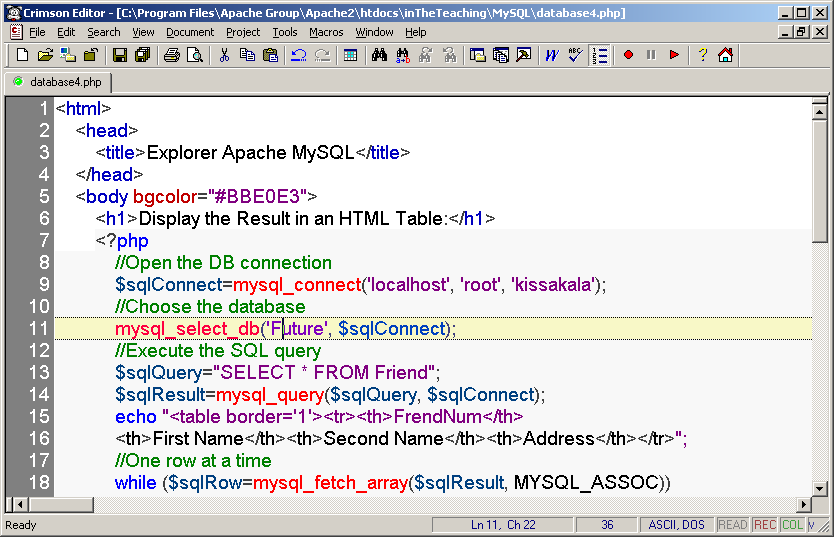 Crimson Editor - [C:\Program Files\Apache Group\Apache2\htdocs\inTheTeaching\MySQL\database4.php]
File Edit Search View Document Project Tools Macros Window Help
database4.php
1 <html>
2 <head>
3 <title>Explorer Apache MySQL</title>
4 </head>
5 <body bgcolor="#BBE0E3">
6 <h1>Display the Result in an HTML Table:</h1>
7 <?php
8 //Open the DB connection
9 $sqlConnect=mysql_connect('localhost', 'root', 'kissakala');
10 //Choose the database
11 mysql_select_db('Future', $sqlConnect);
12 //Execute the SQL query
13 $sqlQuery="SELECT * FROM Friend";
14 $sqlResult=mysql_query($sqlQuery, $sqlConnect);
15 echo "<table border='1'><tr><th>FrendNum</th>
16 <th>First Name</th><th>Second Name</th><th>Address</th></tr>";
17 //One row at a time
18 while ($sqlRow=mysql_fetch_array($sqlResult, MYSQL_ASSOC))
Ready Ln 11, Ch 22 36 ASCII, DOS READ REC COL